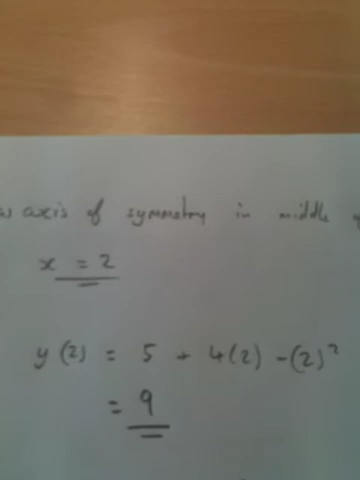 axis of symmetry in middle
x = 2
y(2) = 5 + 4(2) -(2)²
= 9